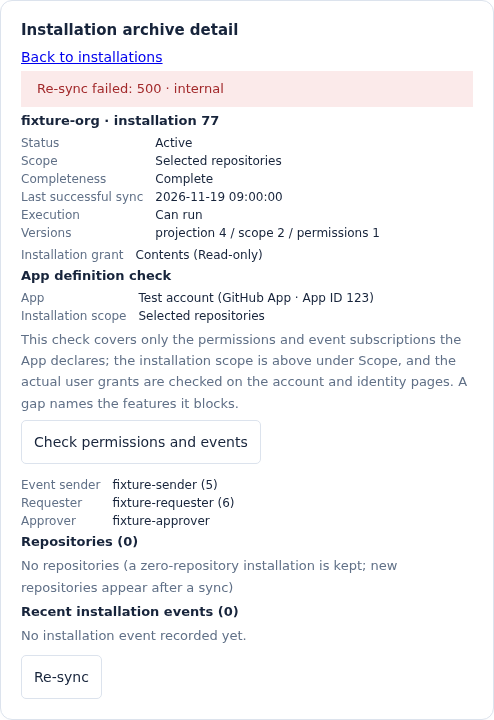 Installation archive detail
Back to installations
Re-sync failed: 500 · internal
fixture-org · installation 77
Status Active
Scope Selected repositories
Completeness Complete
Last successful sync 2026-11-19 09:00:00
Execution Can run
Versions projection 4 / scope 2 / permissions 1
Installation grant Contents (Read-only)
App definition check
App Test account (GitHub App · App ID 123)
Installation scope Selected repositories
This check covers only the permissions and event subscriptions the
App declares; the installation scope is above under Scope, and the
actual user grants are checked on the account and identity pages. A
gap names the features it blocks.
Check permissions and events
Event sender fixture-sender (5)
Requester fixture-requester (6)
Approver fixture-approver
Repositories (0)
No repositories (a zero-repository installation is kept; new
repositories appear after a sync)
Recent installation events (0)
No installation event recorded yet.
Re-sync